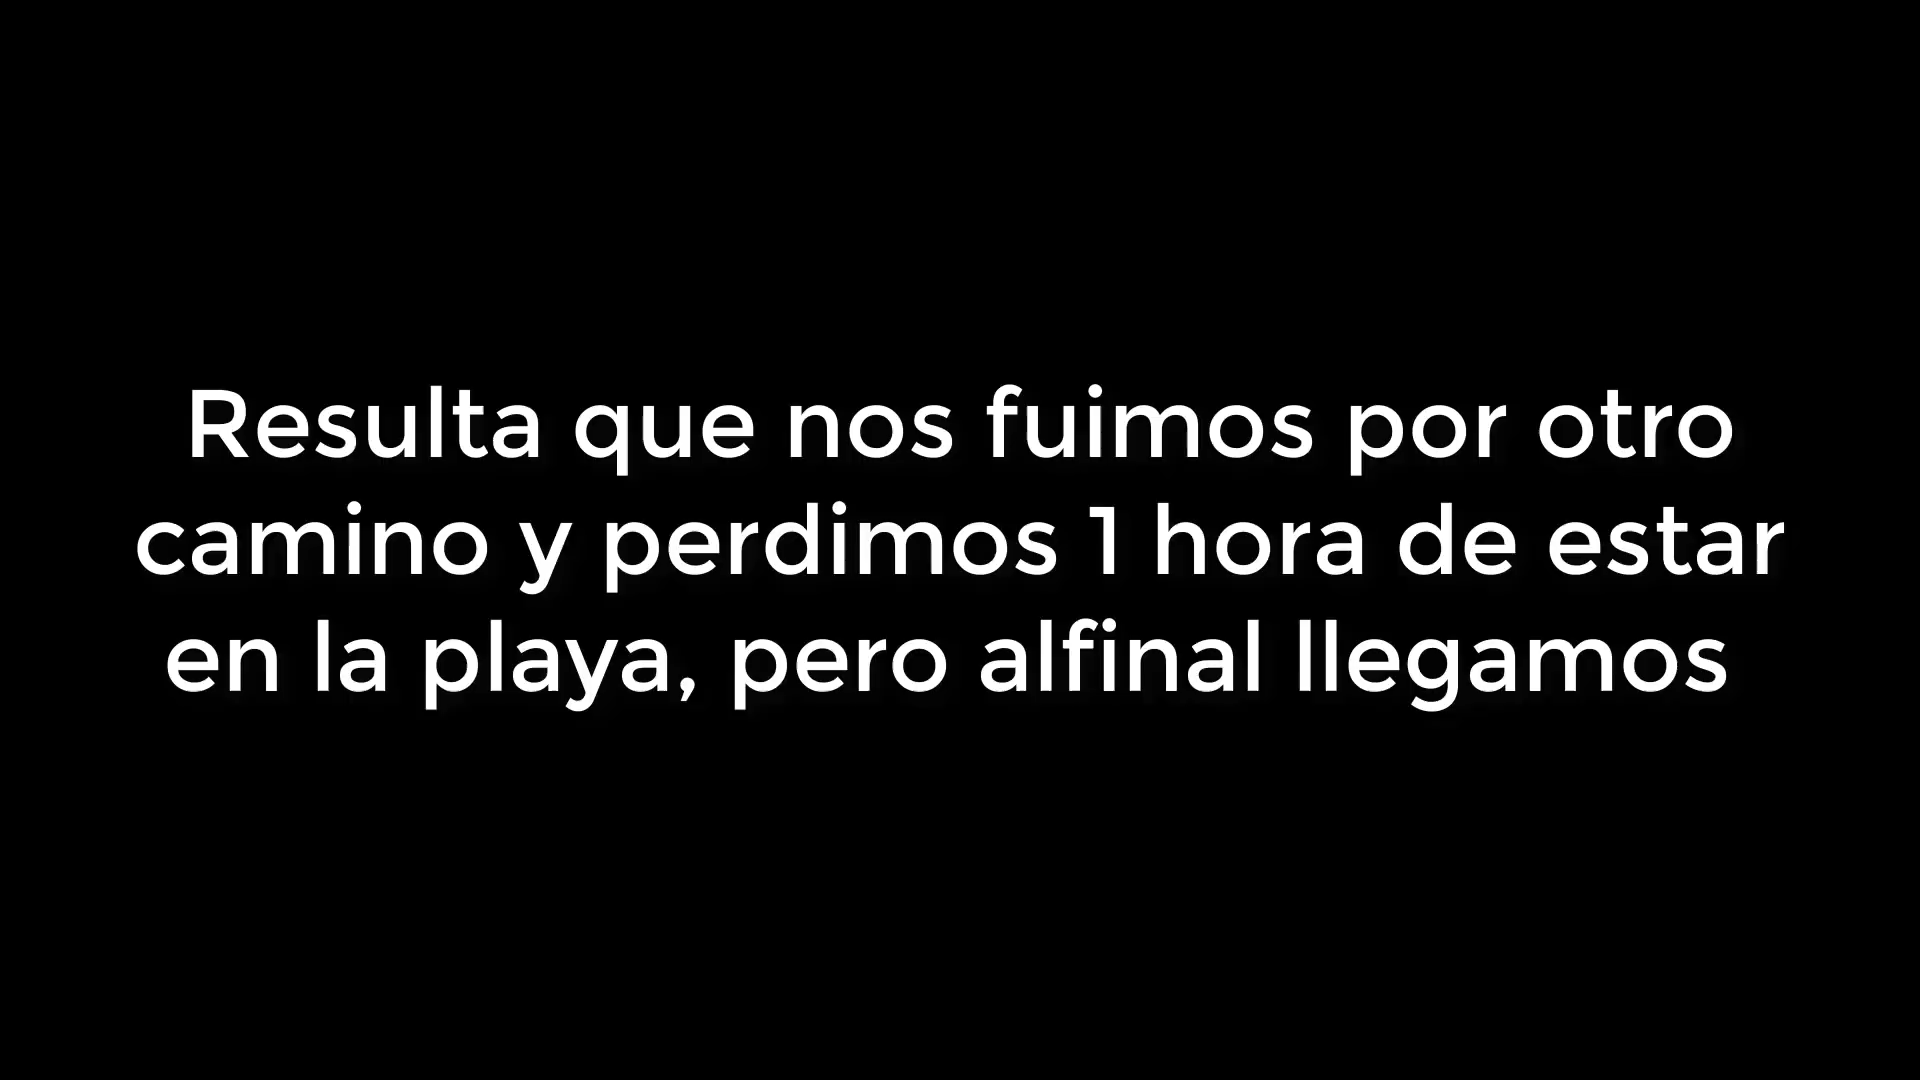 Resulta que nos fuimos por otro
camino y perdimos 1 hora de estar
en la playa, pero alfinal llegamos